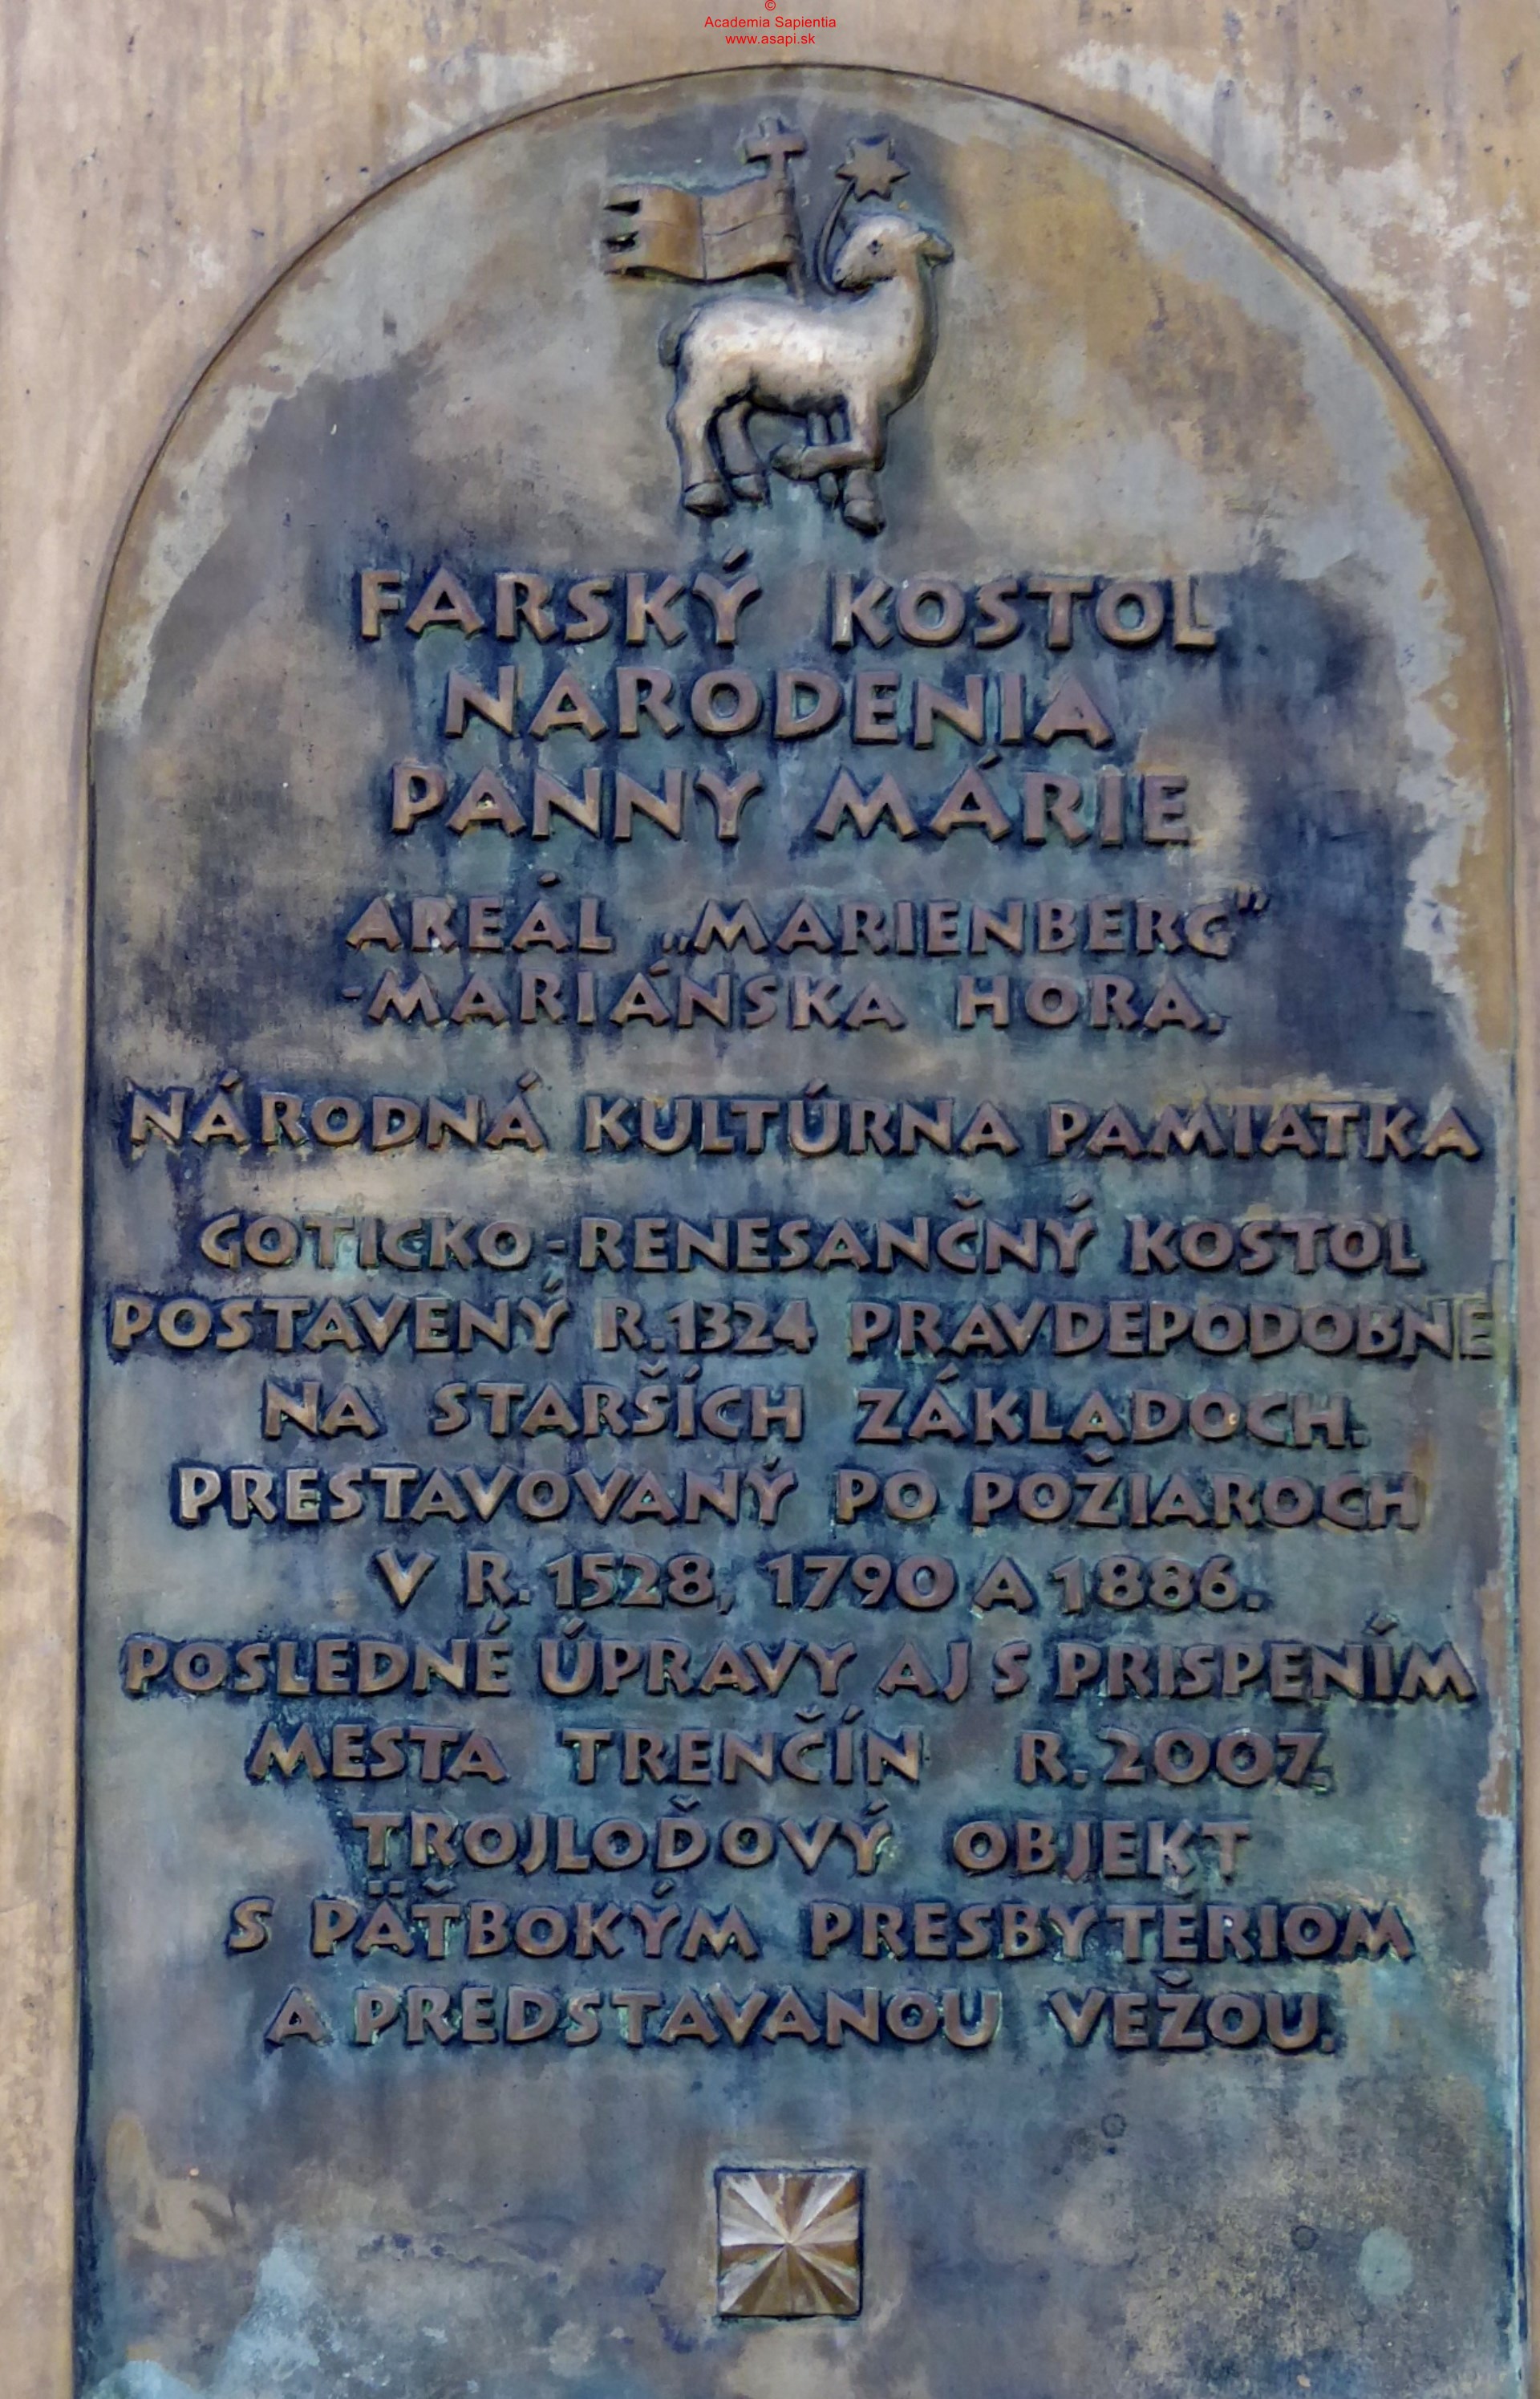 ©
Academia Sapientia
www.asapi.sk
FARSKÝ KOSTOL
NARODENIA
PANNY MÁRIE
AREÁL „MARIENBERG"
-MARIÁNSKA HORA.
NÁRODNÁ KULTÚRNA PAMIATKA
GOTICKO-RENESANČNÝ KOSTOL
POSTAVENÝ R.1324 PRAVDEPODOBNE
NA STARŠÍCH ZÁKLADOCH.
PRESTAVOVANÝ PO POŽIAROCH
V R. 1528, 1790 A 1886.
POSLEDNÉ ÚPRAVY AJ S PRISPENÍM
MESTA TRENČÍN R. 2007.
TROJLOĎOVÝ OBJEKT
S PÄŤBOKÝM PRESBYTÉRIOM
A PREDSTAVANOU VEŽOU.